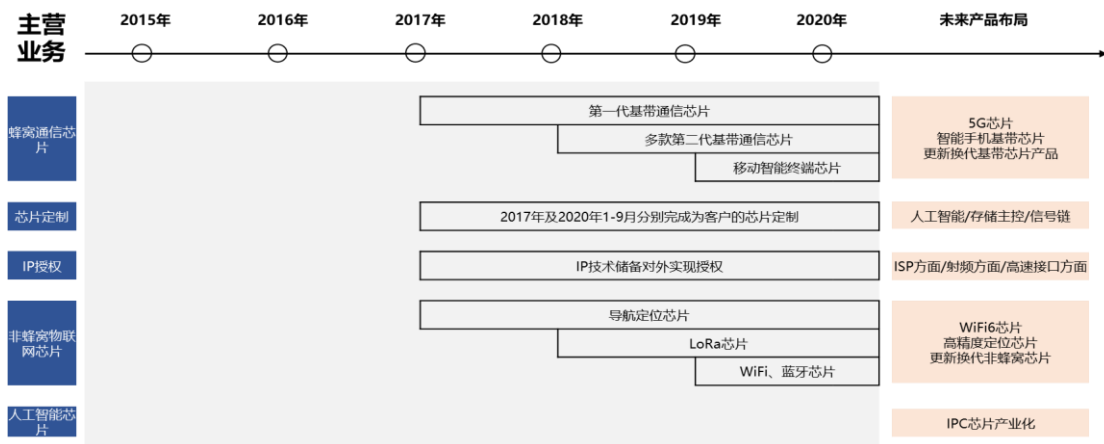 主营
业务
2015年
2016年
2017年
2018年
2019年
2020年
未来产品布局
蜂窝通信芯
片
第一代基带通信芯片
多款第二代基带通信芯片
移动智能终端芯片
5G芯片
智能手机基带芯片
更新换代基带芯片产品
芯片定制
2017年及2020年1-9月分别完成为客户的芯片定制
人工智能/存储主控/信号链
IP授权
IP技术储备对外实现授权
ISP方面/射频方面/高速接口方面
非蜂窝物联
网芯片
导航定位芯片
LoRa芯片
WiFi、蓝牙芯片
WiFi6芯片
高精度定位芯片
更新换代非蜂窝芯片
人工智能芯
片
IPC芯片产业化